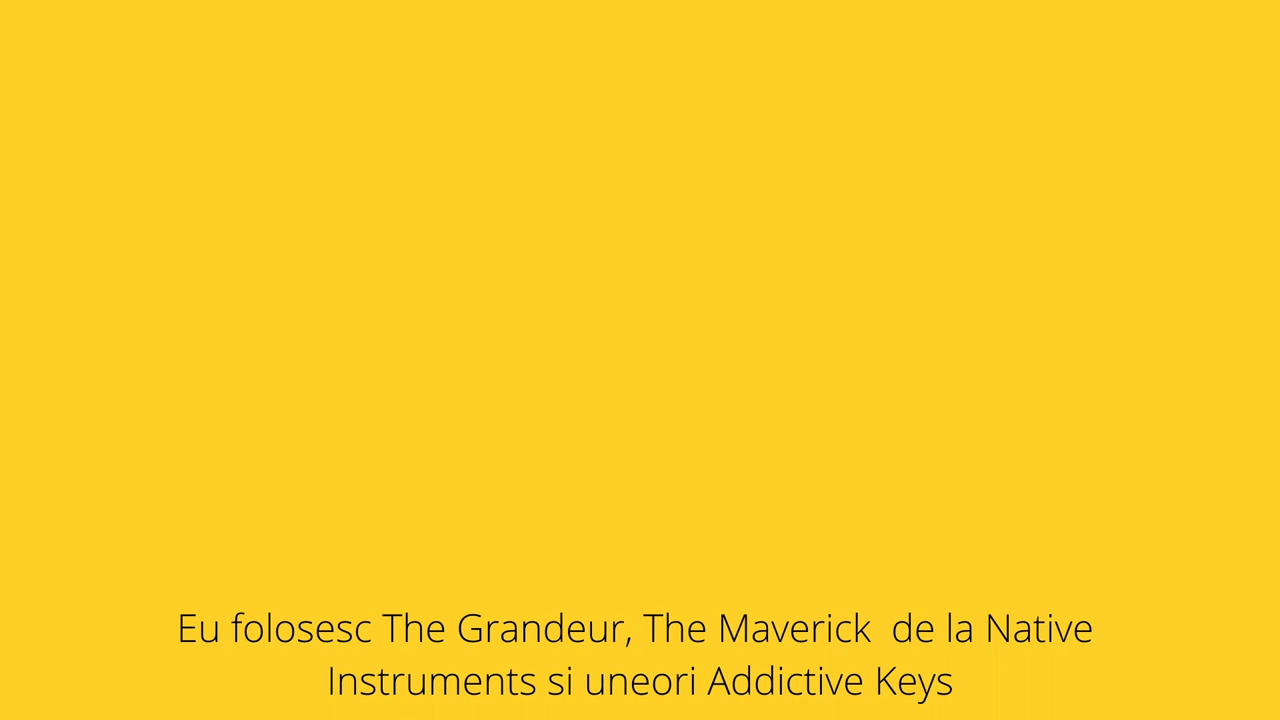 Eu folosesc The Grandeur, The Maverick  de la Native
Instruments si uneori Addictive Keys